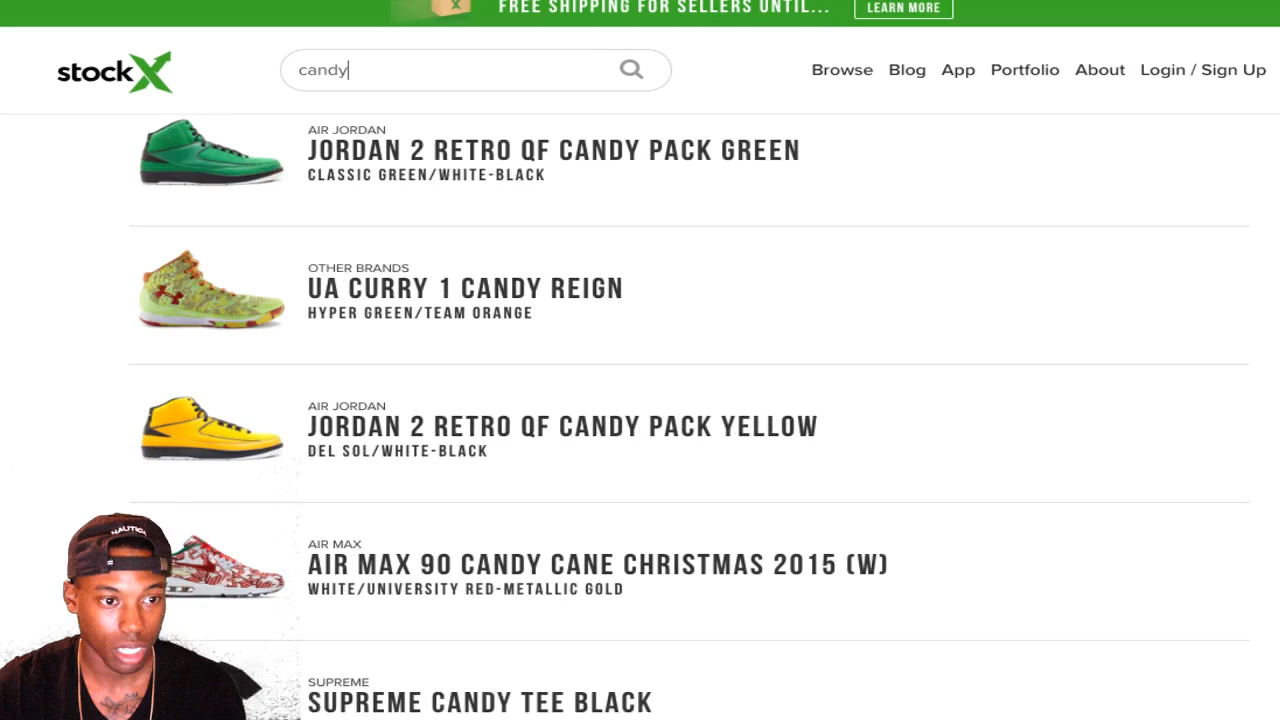 FREE SHIPPING FOR SELLERS UNTIL... LEARN MORE
stockX candy Browse Blog App Portfolio About Login / Sign Up
AIR JORDAN
JORDAN 2 RETRO QF CANDY PACK GREEN
CLASSIC GREEN/WHITE-BLACK
OTHER BRANDS
UA CURRY 1 CANDY REIGN
HYPER GREEN/TEAM ORANGE
AIR JORDAN
JORDAN 2 RETRO QF CANDY PACK YELLOW
DEL SOL/WHITE-BLACK
NAUTICA
AIR MAX
AIR MAX 90 CANDY CANE CHRISTMAS 2015 (W)
WHITE/UNIVERSITY RED-METALLIC GOLD
SUPREME
SUPREME CANDY TEE BLACK